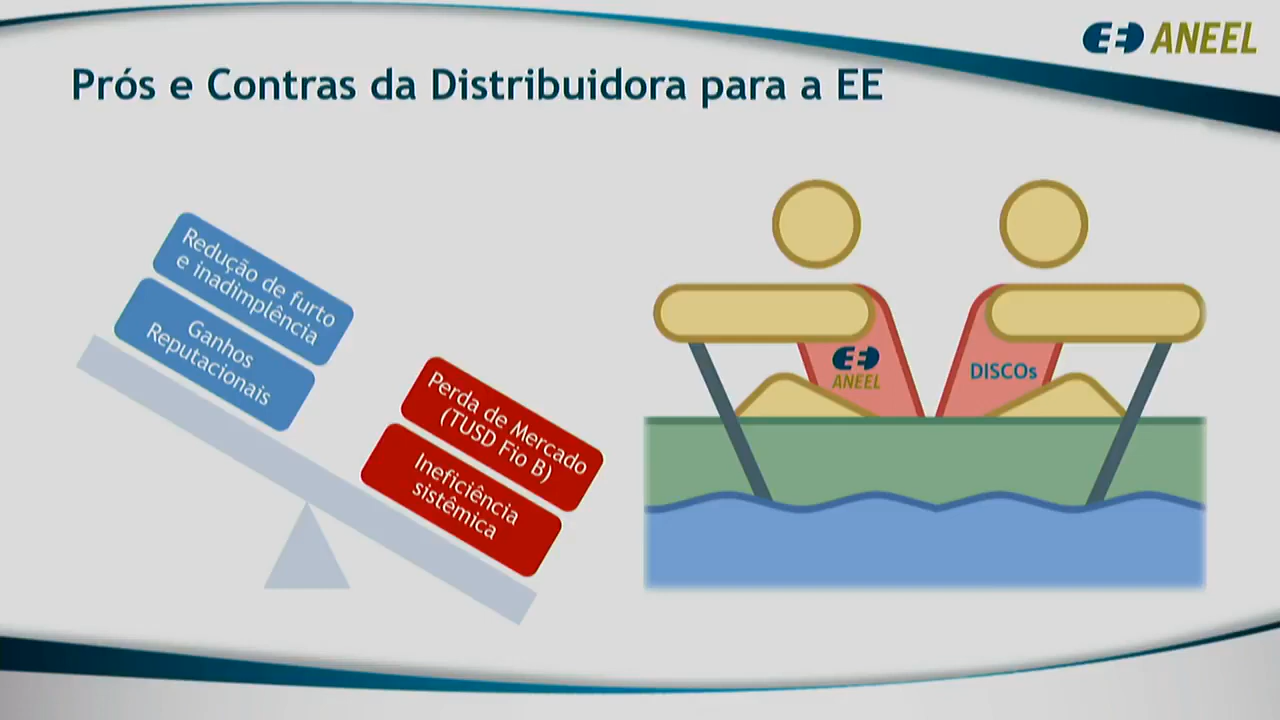 ANEEL
Prós e Contras da Distribuidora para a EE
Redução de furto
e inadimplência
Ganhos
Reputacionais
Perda de Mercado
(TUSD Fio B)
Ineficiência
sistêmica
ANEEL
DISCOs